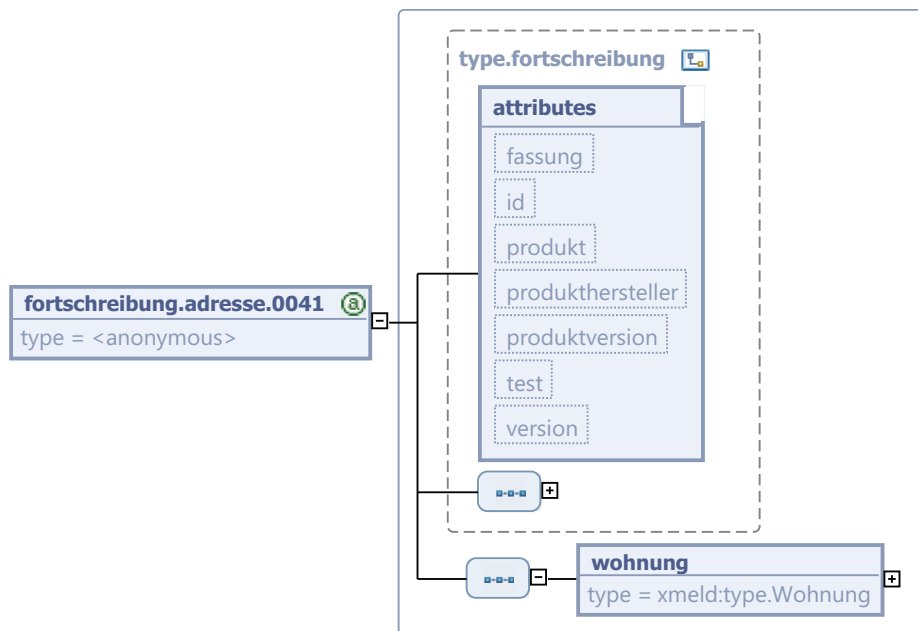 type.fortschreibung
attributes
fassung
id
produkt
produkthersteller
produktversion
test
version
fortschreibung.adresse.0041
type = <anonymous>
wohnung
type = xmeld:type.Wohnung